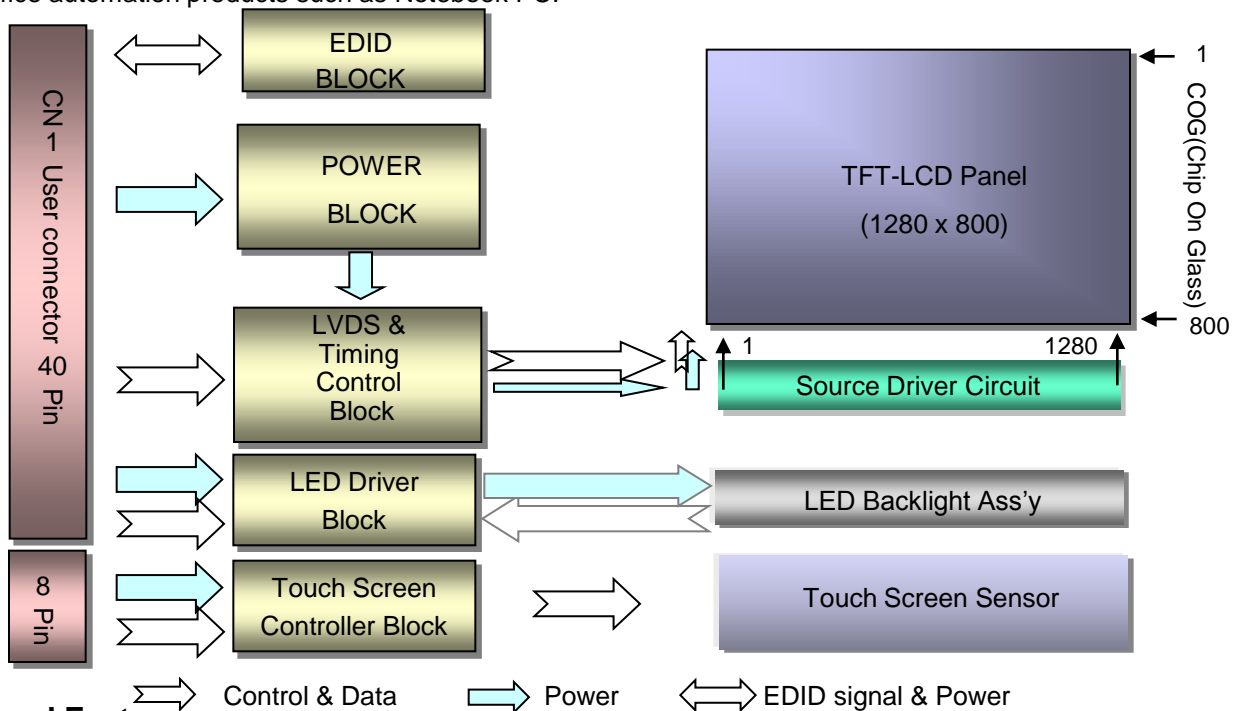 office automation products such as Notebook PC.
EDID
BLOCK
CN 1 User connector 40 Pin
POWER
BLOCK
TFT-LCD Panel
(1280 x 800)
1
COG(Chip On Glass)
800
LVDS &
Timing
Control
Block
1
1280
Source Driver Circuit
LED Driver
Block
LED Backlight Ass’y
8 Pin
Touch Screen
Controller Block
Touch Screen Sensor
Control & Data
Power
EDID signal & Power